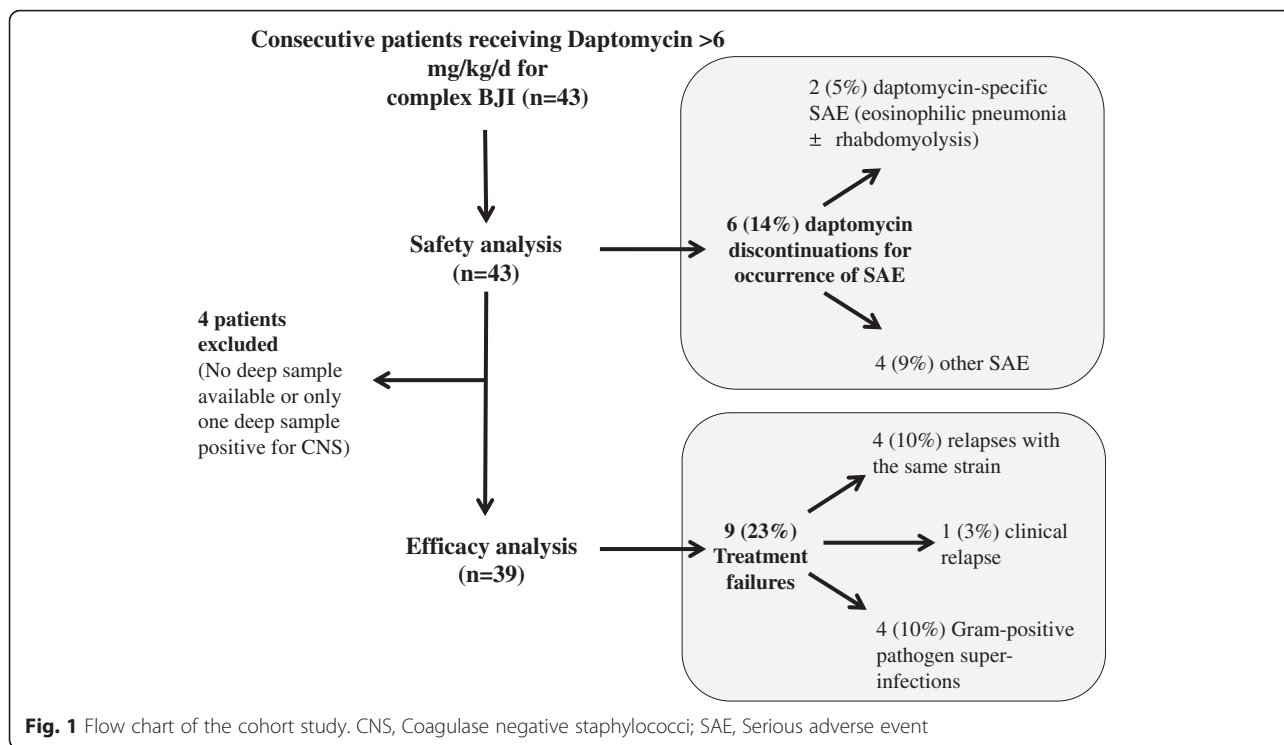 Consecutive patients receiving Daptomycin >6
mg/kg/d for
complex BJI (n=43)
2 (5%) daptomycin-specific
SAE (eosinophilic pneumonia
± rhabdomyolysis)
Safety analysis
(n=43)
6 (14%) daptomycin
discontinuations for
occurrence of SAE
4 (9%) other SAE
4 patients
excluded
(No deep sample
available or only
one deep sample
positive for CNS)
Efficacy analysis
(n=39)
9 (23%)
Treatment
failures
4 (10%) relapses with
the same strain
1 (3%) clinical
relapse
4 (10%) Gram-positive
pathogen super-
infections
Fig. 1 Flow chart of the cohort study. CNS, Coagulase negative staphylococci; SAE, Serious adverse event